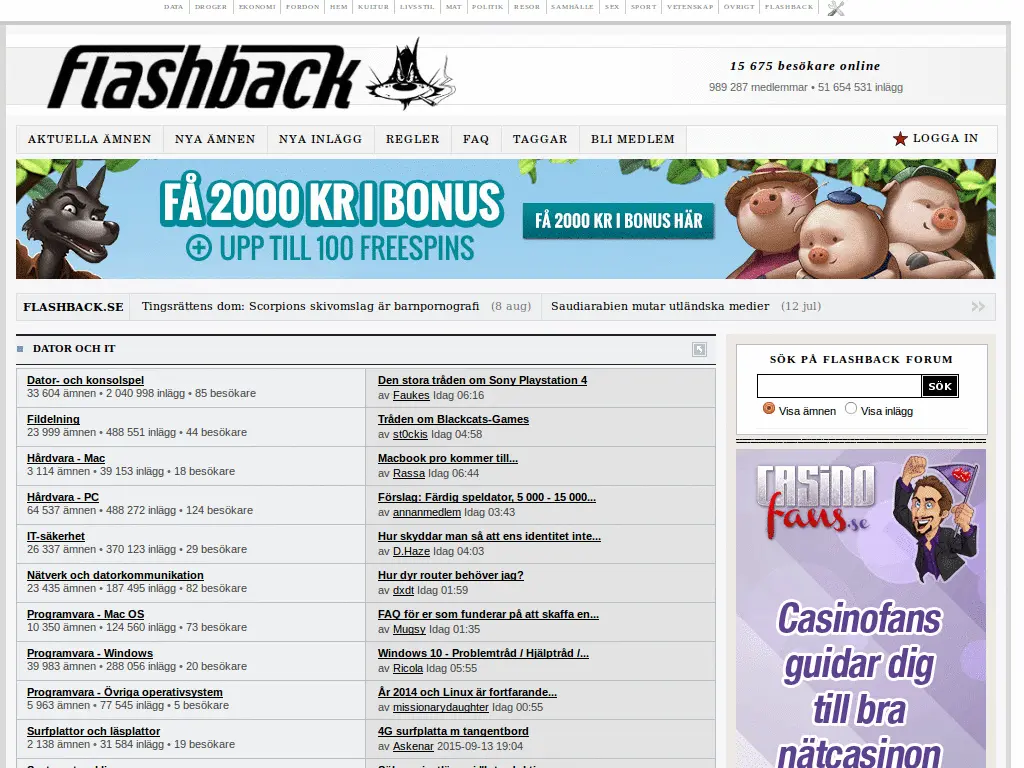 DATA DROGER EKONOMI FORDON HEM KULTUR LIVSSTIL MAT POLITIK RESOR SAMHÄLLE SEX SPORT VETENSKAP ÖVRIGT FLASHBACK
flashback
15 675 besökare online
989 287 medlemmar • 51 654 531 inlägg
AKTUELLA ÄMNEN NYA ÄMNEN NYA INLÄGG REGLER FAQ TAGGAR BLI MEDLEM LOGGA IN
FÅ 2000 KR I BONUS
+ UPP TILL 100 FREESPINS
FÅ 2000 KR I BONUS HÄR
FLASHBACK.SE Tingsrättens dom: Scorpions skivomslag är barnpornografi (8 aug) Saudiarabien mutar utländska medier (12 jul) >>
DATOR OCH IT
Dator- och konsolspel
33 604 ämnen • 2 040 998 inlägg • 85 besökare
Den stora tråden om Sony Playstation 4
av Faukes Idag 06:16
Fildelning
23 999 ämnen • 488 551 inlägg • 44 besökare
Tråden om Blackcats-Games
av st0ckis Idag 04:58
Hårdvara - Mac
3 114 ämnen • 39 153 inlägg • 18 besökare
Macbook pro kommer till...
av Rassa Idag 06:44
Hårdvara - PC
64 537 ämnen • 488 272 inlägg • 124 besökare
Förslag: Färdig speldator, 5 000 - 15 000...
av annanmedlem Idag 03:43
IT-säkerhet
26 337 ämnen • 370 123 inlägg • 29 besökare
Hur skyddar man så att ens identitet inte...
av D.Haze Idag 04:03
Nätverk och datorkommunikation
23 435 ämnen • 187 495 inlägg • 82 besökare
Hur dyr router behöver jag?
av dxdt Idag 01:59
Programvara - Mac OS
10 350 ämnen • 124 560 inlägg • 73 besökare
FAQ för er som funderar på att skaffa en...
av Mugsy Idag 01:35
Programvara - Windows
39 983 ämnen • 288 056 inlägg • 20 besökare
Windows 10 - Problemtråd / Hjälptråd /...
av Ricola Idag 05:55
Programvara - Övriga operativsystem
5 963 ämnen • 77 545 inlägg • 5 besökare
År 2014 och Linux är fortfarande...
av missionarydaughter Idag 00:55
Surfplattor och läsplattor
2 138 ämnen • 31 584 inlägg • 19 besökare
4G surfplatta m tangentbord
av Askenar 2015-09-13 19:04
SÖK PÅ FLASHBACK FORUM
SÖK
Visa ämnen Visa inlägg
CASINO
fans.se
Casinofans
guidar dig
till bra
nätcasinon